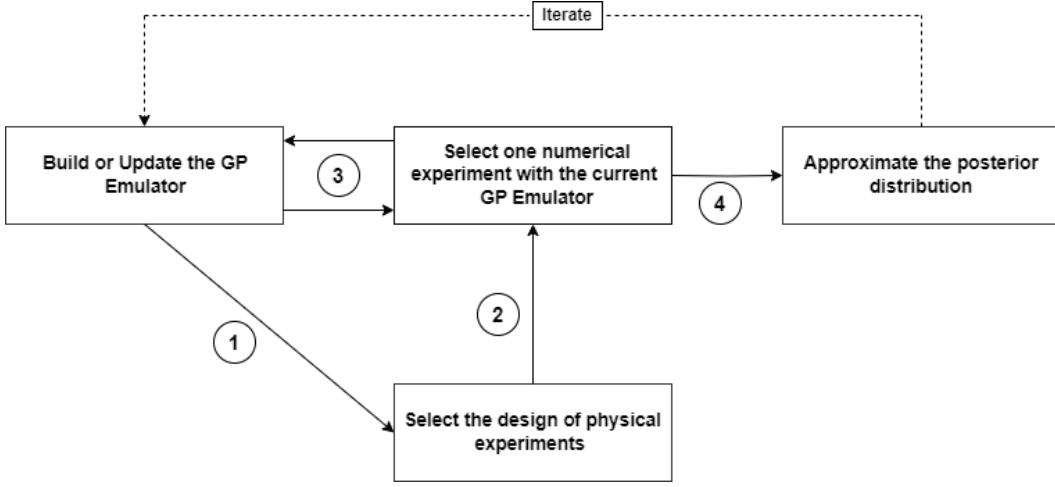 Iterate
Build or Update the GP
Emulator
3
Select one numerical
experiment with the current
GP Emulator
4
Approximate the posterior
distribution
1
2
Select the design of physical
experiments